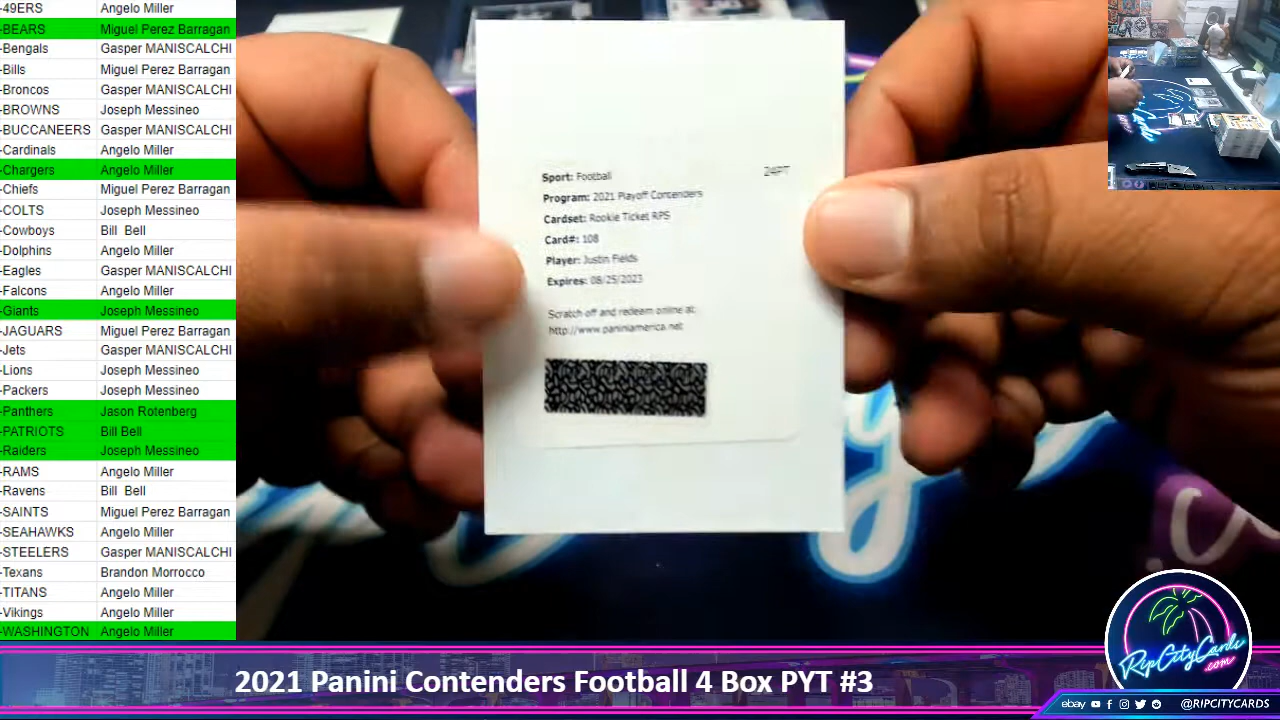 -49ERS Angelo Miller
-BEARS Miguel Perez Barragan
-Bengals Gasper MANISCALCHI
-Bills Miguel Perez Barragan
-Broncos Gasper MANISCALCHI
-BROWNS Joseph Messineo
-BUCCANEERS Gasper MANISCALCHI
-Cardinals Angelo Miller
-Chargers Angelo Miller
-Chiefs Miguel Perez Barragan
-COLTS Joseph Messineo
-Cowboys Bill Bell
-Dolphins Angelo Miller
-Eagles Gasper MANISCALCHI
-Falcons Angelo Miller
-Giants Joseph Messineo
-JAGUARS Miguel Perez Barragan
-Jets Gasper MANISCALCHI
-Lions Joseph Messineo
-Packers Joseph Messineo
-Panthers Jason Rotenberg
-PATRIOTS Bill Bell
-Raiders Joseph Messineo
-RAMS Angelo Miller
-Ravens Bill Bell
-SAINTS Miguel Perez Barragan
-SEAHAWKS Angelo Miller
-STEELERS Gasper MANISCALCHI
-Texans Brandon Morrocco
-TITANS Angelo Miller
-Vikings Angelo Miller
-WASHINGTON Angelo Miller
Sport: Football 24PT
Program: 2021 Playoff Contenders
Cardset: Rookie Ticket RPS
Card#: 108
Player: Justin Fields
Expires: 08/25/2023
Scratch off and redeem online at:
http://www.paniniamerica.net
RipCityCards
.com
2021 Panini Contenders Football 4 Box PYT #3
ebay @RIPCITYCARDS